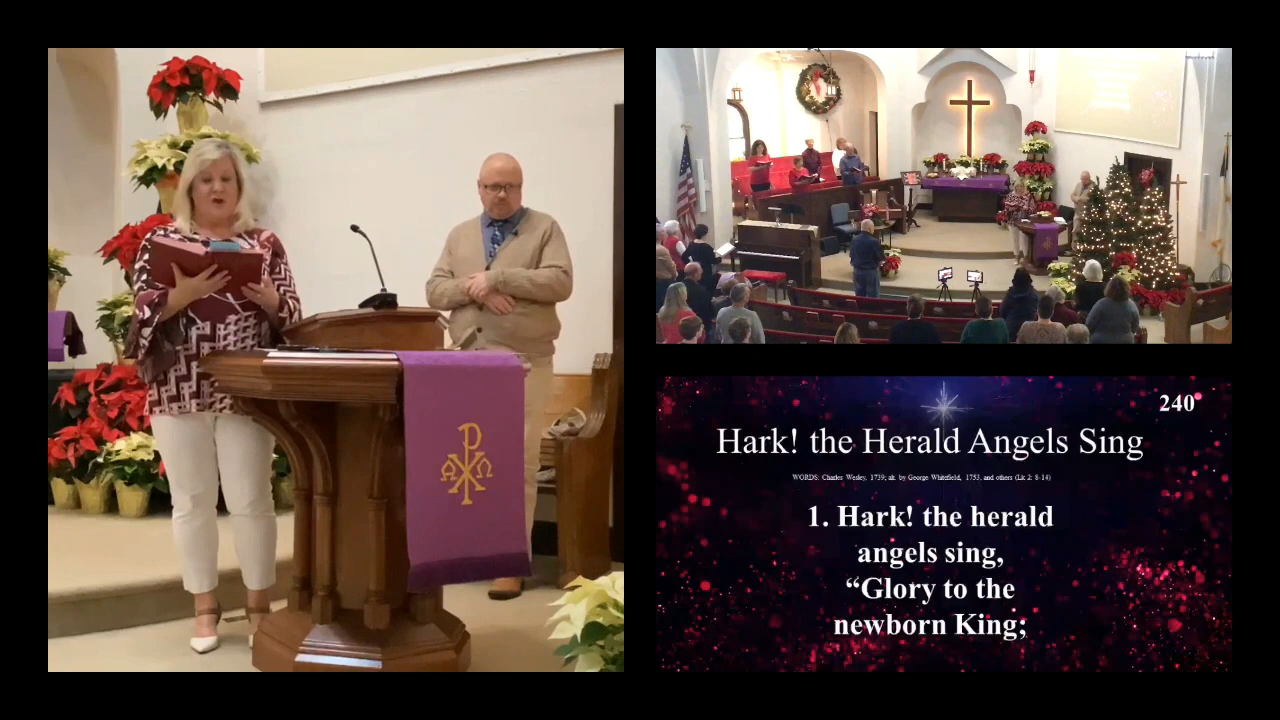 240
Hark! the Herald Angels Sing
WORDS: Charles Wesley, 1739; alt. by George Whitefield, 1753, and others (Lk 2: 8-14)
1. Hark! the herald
angels sing,
“Glory to the
newborn King;
Α Ω